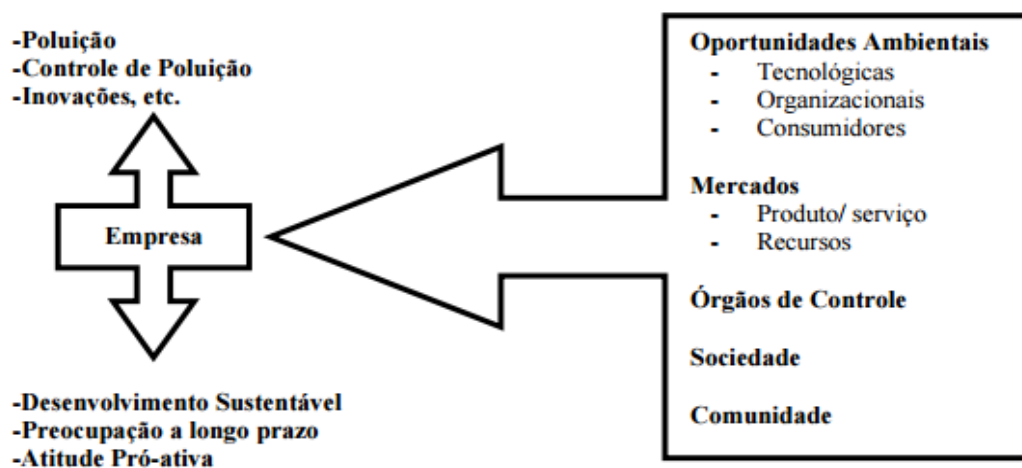 -Poluição
-Controle de Poluição
-Inovações, etc.
Empresa
-Desenvolvimento Sustentável
-Preocupação a longo prazo
-Atitude Pró-ativa
Oportunidades Ambientais
- Tecnológicas
- Organizacionais
- Consumidores
Mercados
- Produto/ serviço
- Recursos
Órgãos de Controle
Sociedade
Comunidade